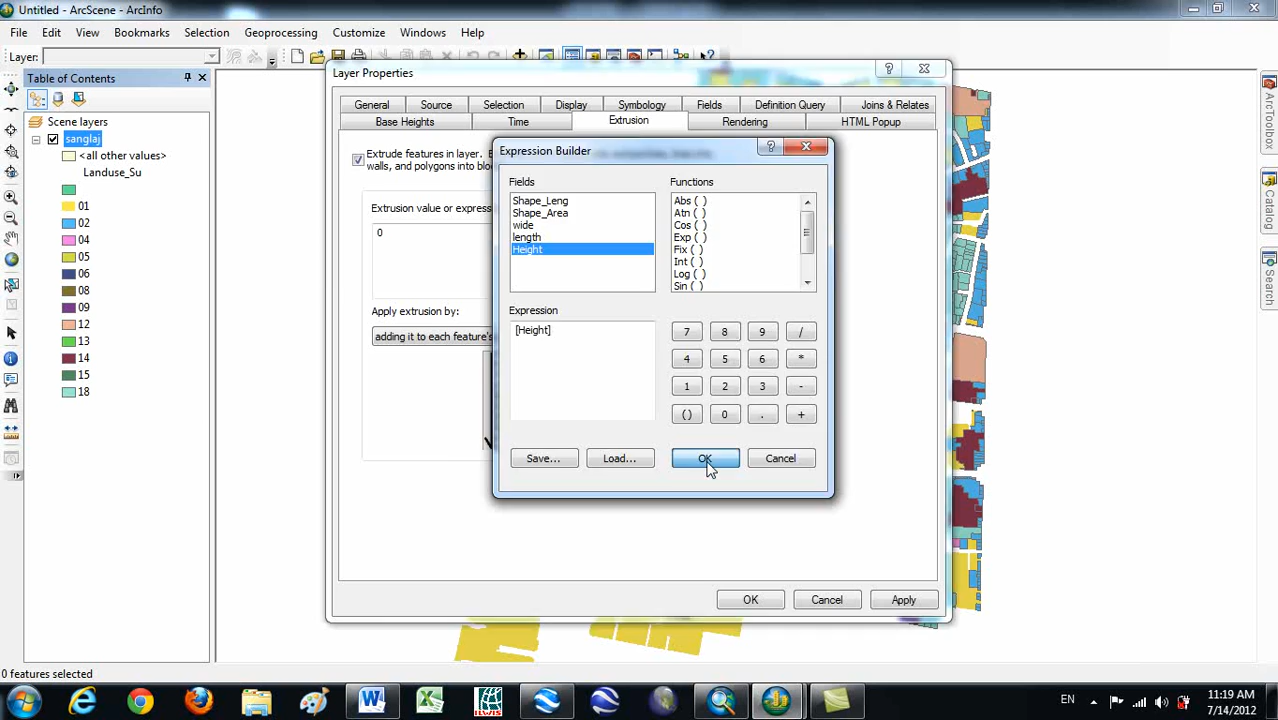 Untitled - ArcScene - ArcInfo
File Edit View Bookmarks Selection Geoprocessing Customize Windows Help
Layer:
Table of Contents
Scene layers
sanglaj
<all other values>
Landuse_Su
01
02
04
05
06
08
09
12
13
14
15
18
Layer Properties
General Source Selection Display Symbology Fields Definition Query Joins & Relates
Base Heights Time Extrusion Rendering HTML Popup
Extrude features in layer.
walls, and polygons into blo
Extrusion value or express
0
Apply extrusion by:
adding it to each feature's
Expression Builder
Fields
Shape_Leng
Shape_Area
wide
length
Height
Functions
Abs ( )
Atn ( )
Cos ( )
Exp ( )
Fix ( )
Int ( )
Log ( )
Sin ( )
Expression
[Height]
7 8 9 /
4 5 6 *
1 2 3 -
( ) 0 . +
Save... Load... OK Cancel
OK Cancel Apply
ArcToolbox
Catalog
Search
0 features selected
ILWIS
EN
11:19 AM
7/14/2012